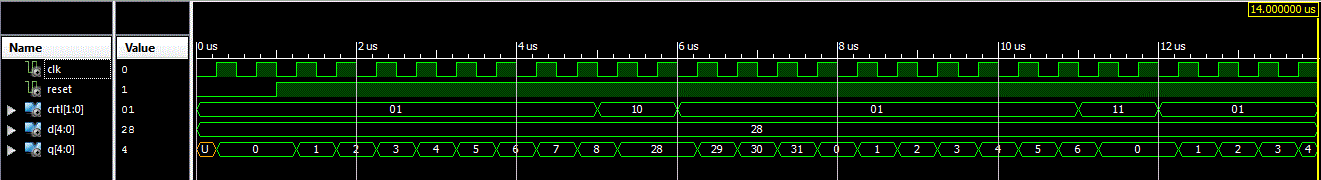 14.000000 us
Name Value 0 us 2 us 4 us 6 us 8 us 10 us 12 us
clk 0
reset 1
crtl[1:0] 01 01 10 01 11 01
d[4:0] 28 28
q[4:0] 4 U 0 1 2 3 4 5 6 7 8 28 29 30 31 0 1 2 3 4 5 6 0 1 2 3 4